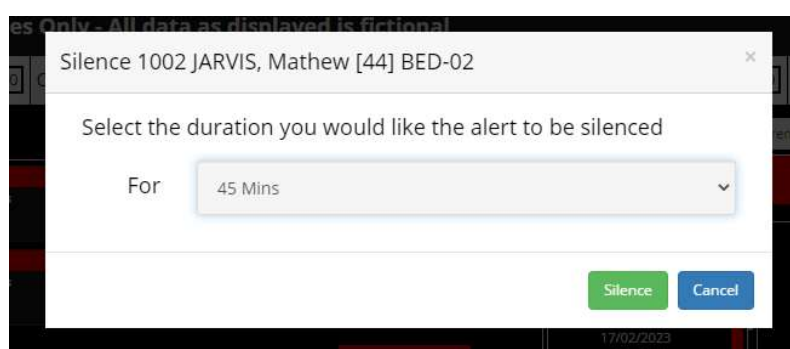 es Only - All data as displayed is fictional
Silence 1002 JARVIS, Mathew [44] BED-02 ×
Select the duration you would like the alert to be silenced
For 45 Mins
Silence Cancel
17/02/2023